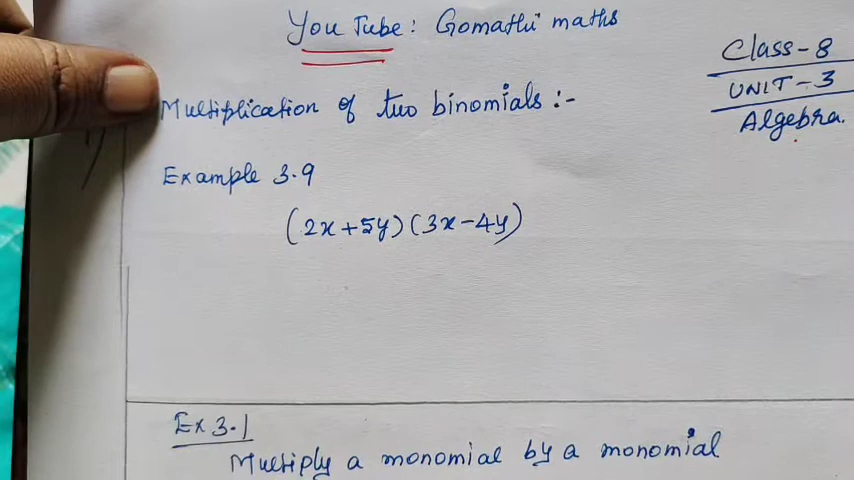 You Tube: Gomathi maths
Class-8
UNIT-3
Algebra.
Multiplication of two binomials:-
Example 3.9
(2x+5y)(3x-4y)
Ex 3.1
Multiply a monomial by a monomial